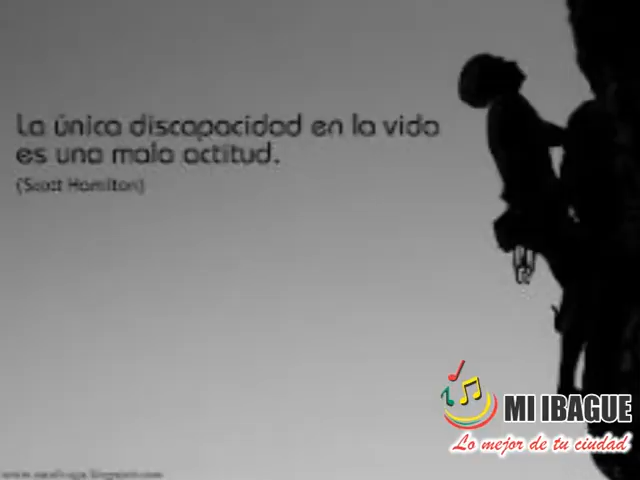 La única discapacidad en la vida
es una mala actitud.
(Scott Hamilton)
MI IBAGUE
Lo mejor de tu ciudad